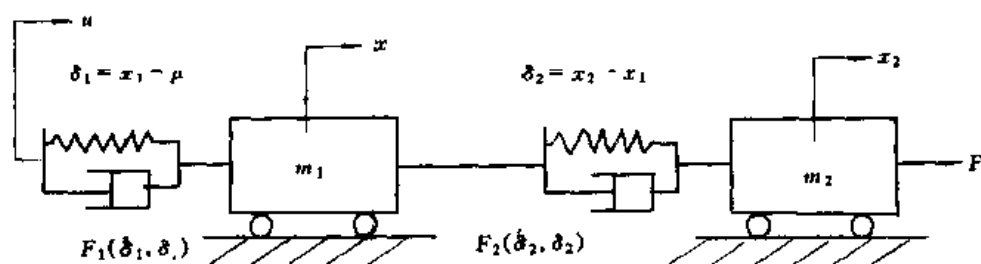 u
x
x₂
δ₁ = x₁ - μ
δ₂ = x₂ - x₁
m₁
m₂
F
F₁(δ̇₁, δ₁)
F₂(δ̇₂, δ₂)